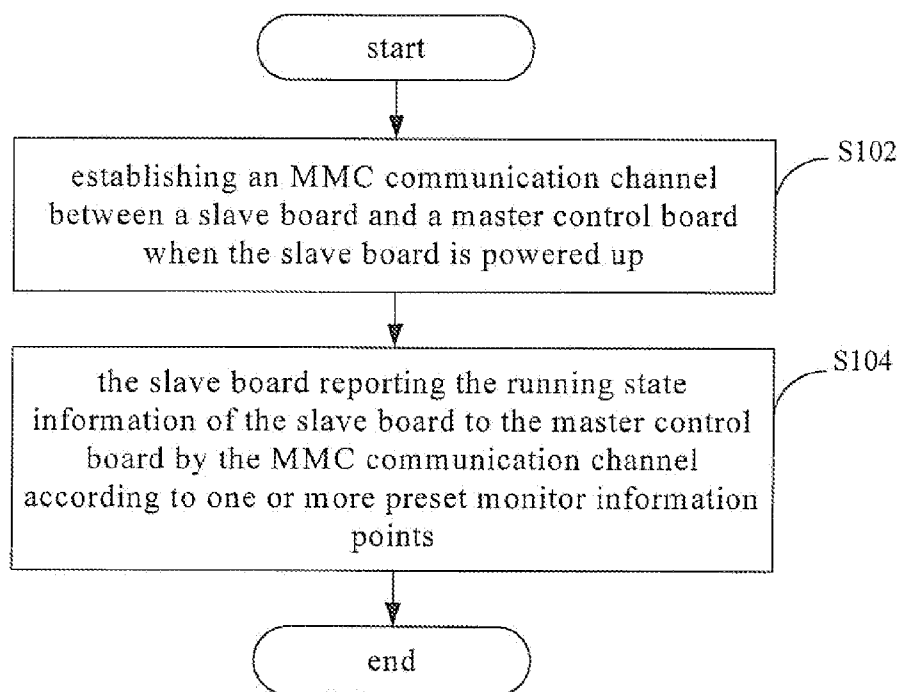 start
establishing an MMC communication channel
between a slave board and a master control board
when the slave board is powered up
S102
the slave board reporting the running state
information of the slave board to the master control
board by the MMC communication channel
according to one or more preset monitor information
points
S104
end